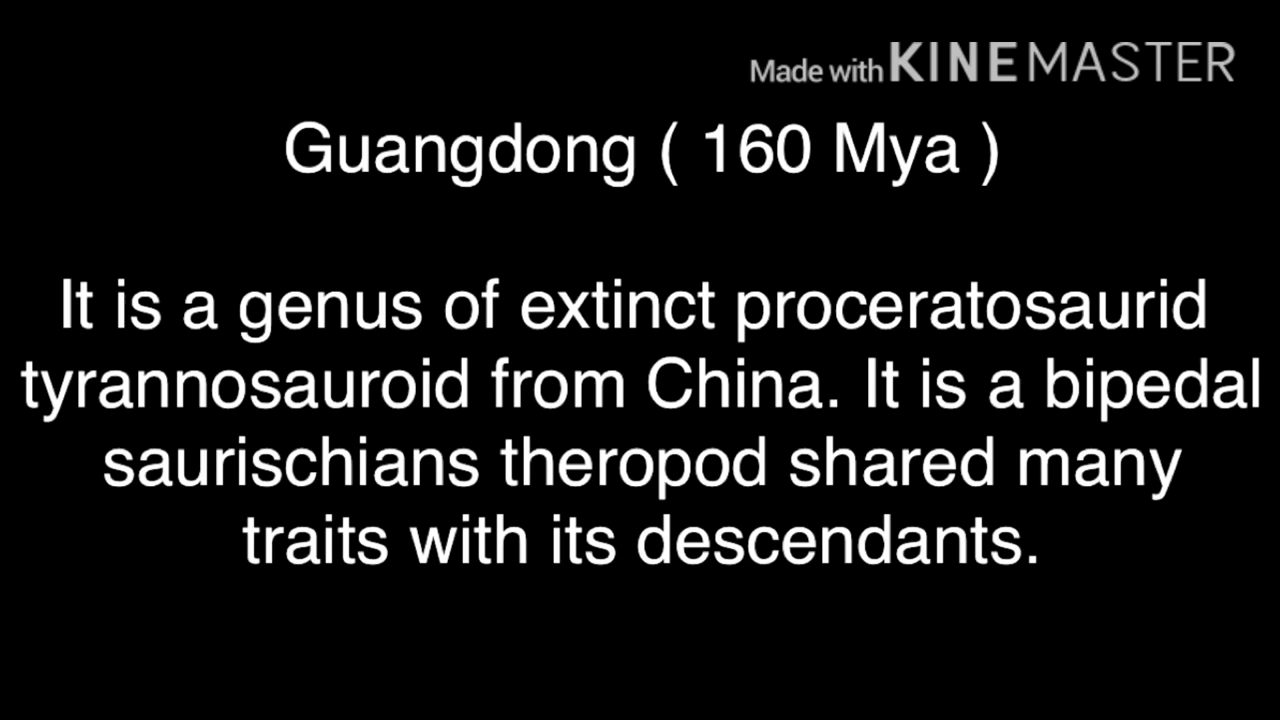 Made with KINEMASTER
Guangdong ( 160 Mya )
It is a genus of extinct proceratosaurid
tyrannosauroid from China. It is a bipedal
saurischians theropod shared many
traits with its descendants.